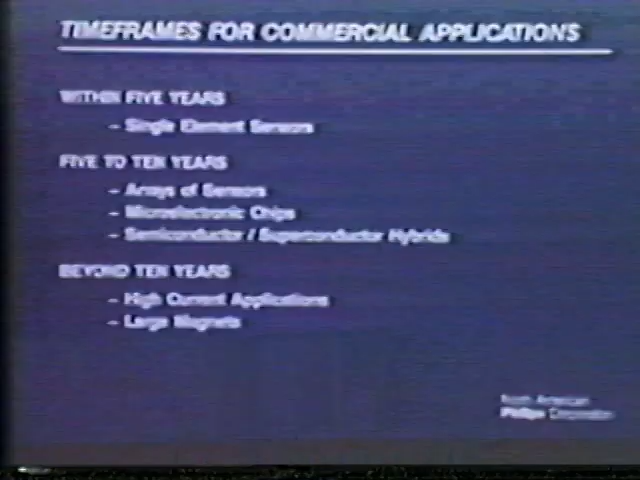 TIMEFRAMES FOR COMMERCIAL APPLICATIONS
WITHIN FIVE YEARS
- Single Element Sensors
FIVE TO TEN YEARS
- Arrays of Sensors
- Microelectronic Chips
- Semiconductor / Superconductor Hybrids
BEYOND TEN YEARS
- High Current Applications
- Large Magnets
North American
Philips Corporation